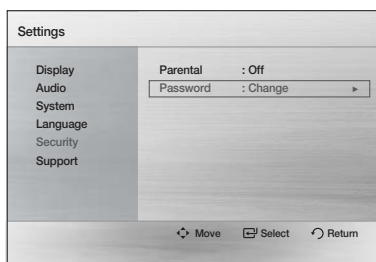 Settings
Display
Audio
System
Language
Security
Support
Parental : Off
Password : Change ►
Move Select Return